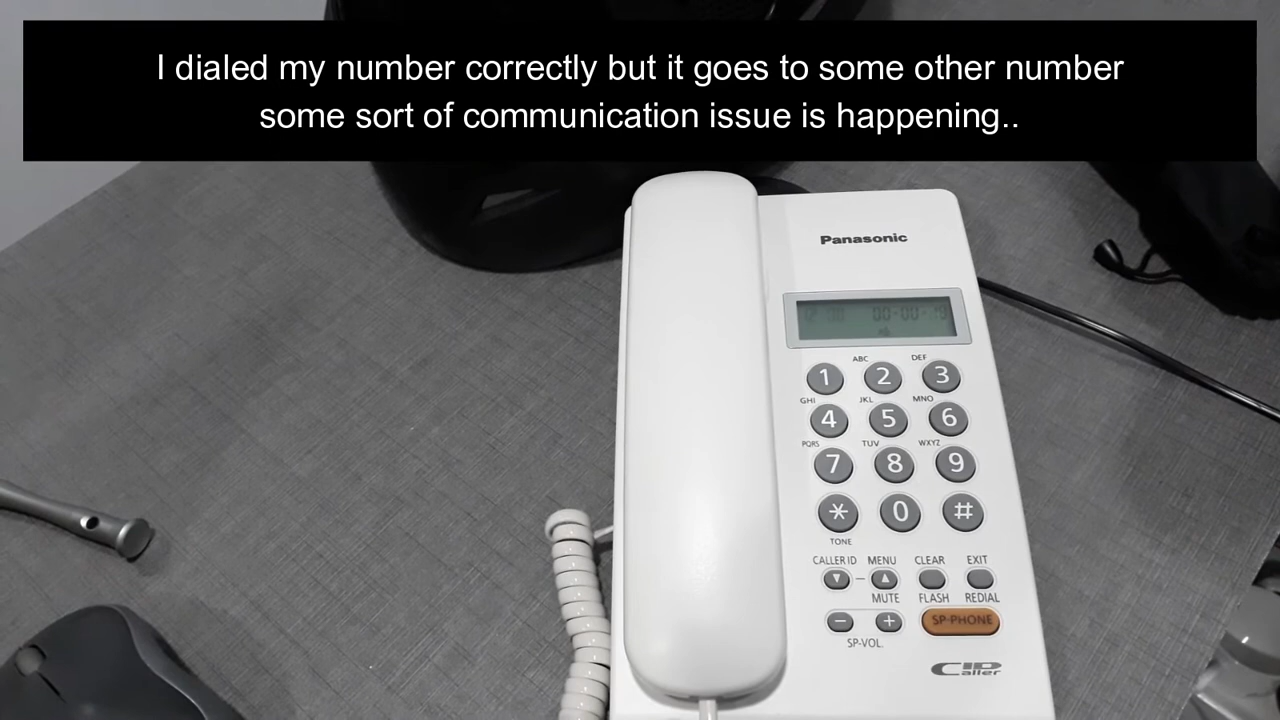 I dialed my number correctly but it goes to some other number
some sort of communication issue is happening..
Panasonic
ABC DEF
1 2 3
GHI JKL MNO
4 5 6
PQRS TUV WXYZ
7 8 9
* 0 #
TONE
CALLER ID MENU CLEAR EXIT
MUTE FLASH REDIAL
− + SP-PHONE
SP-VOL.
Caller ID